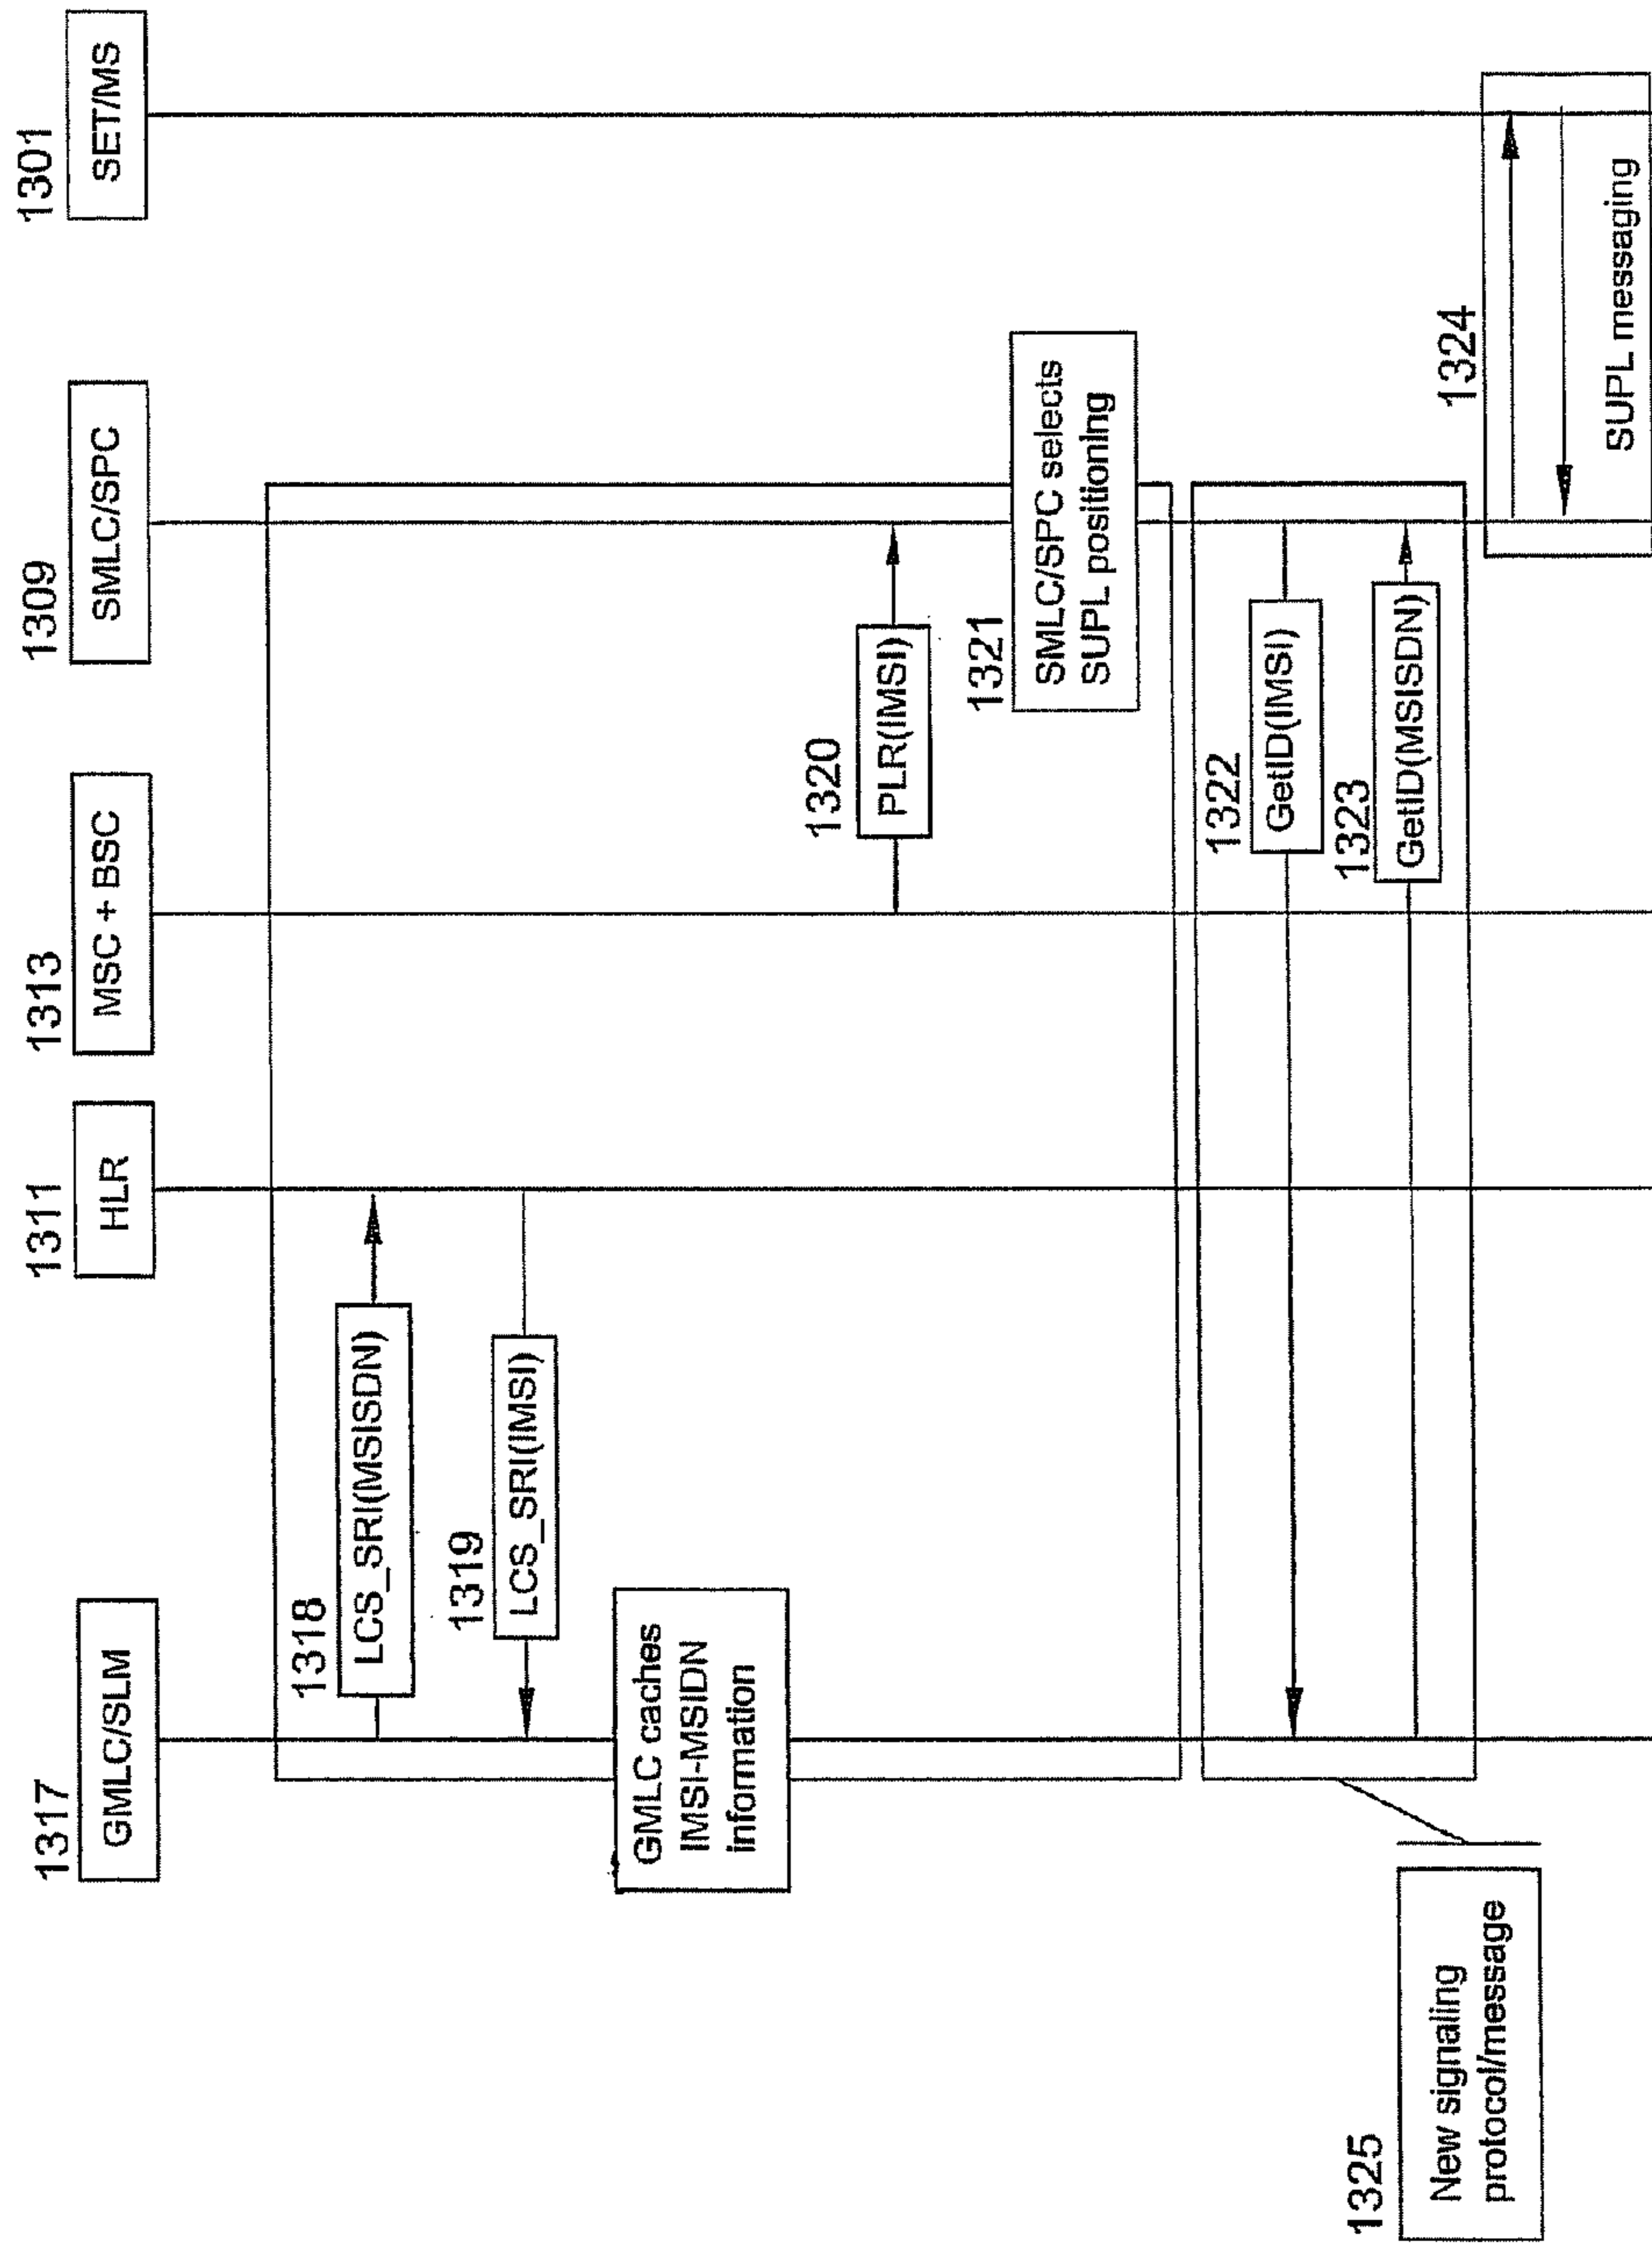 1317
GMLC/SLM
1311
HLR
1313
MSC + BSC
1309
SMLC/SPC
1301
SET/MS
1318
LCS_SRI(MSISDN)
1319
LCS_SRI(IMSI)
GMLC caches
IMSI-MSIDN
information
1320
PLR(IMSI)
1321
SMLC/SPC selects
SUPL positioning
1322
GetID(IMSI)
1323
GetID(MSISDN)
1324
SUPL messaging
1325
New signaling
protocol/message